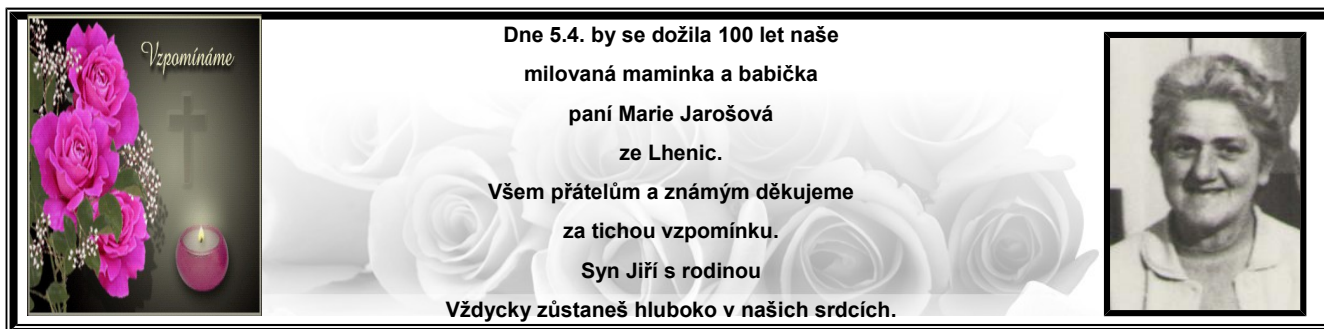 Vzpomínáme
Dne 5.4. by se dožila 100 let naše
milovaná maminka a babička
paní Marie Jarošová
ze Lhenic.
Všem přátelům a známým děkujeme
za tichou vzpomínku.
Syn Jiří s rodinou
Vždycky zůstaneš hluboko v našich srdcích.